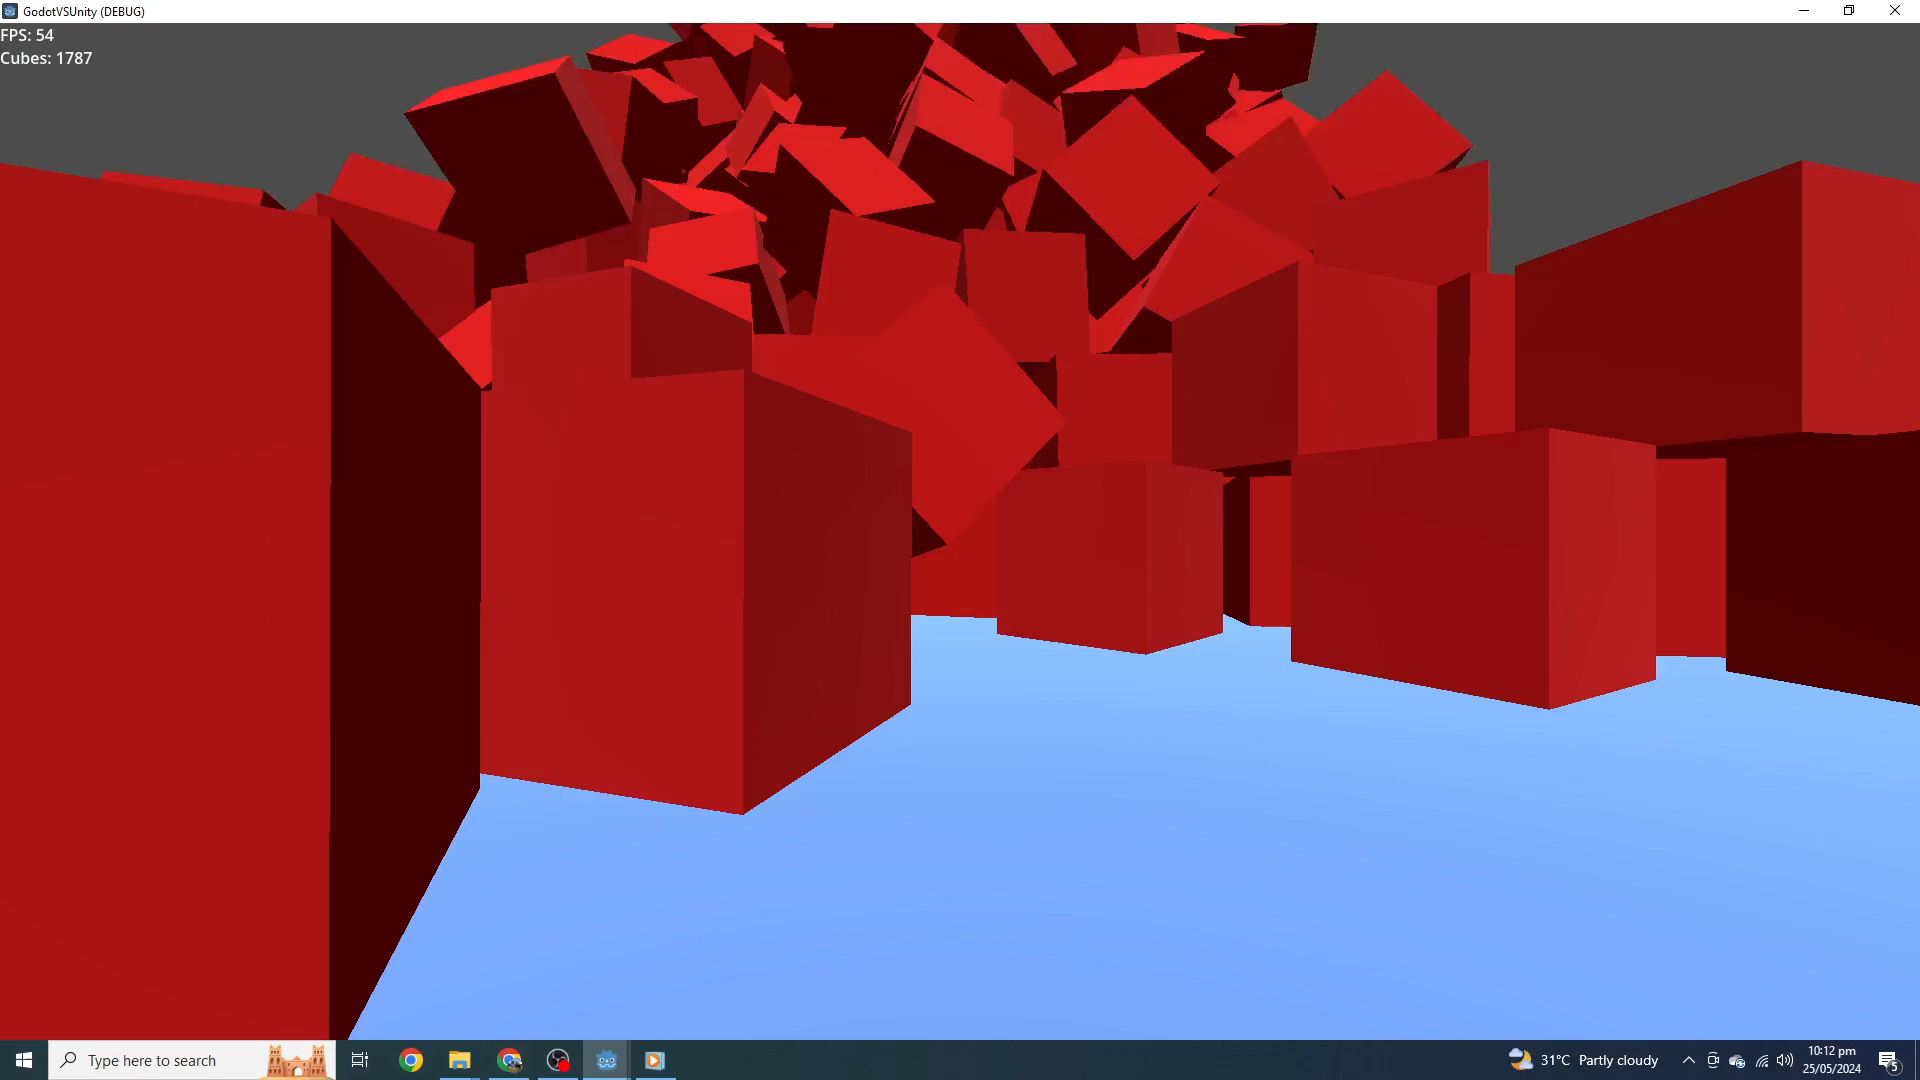 GodotVSUnity (DEBUG)
FPS: 54
Cubes: 1787
Type here to search
31°C Partly cloudy
10:12 pm
25/05/2024
5